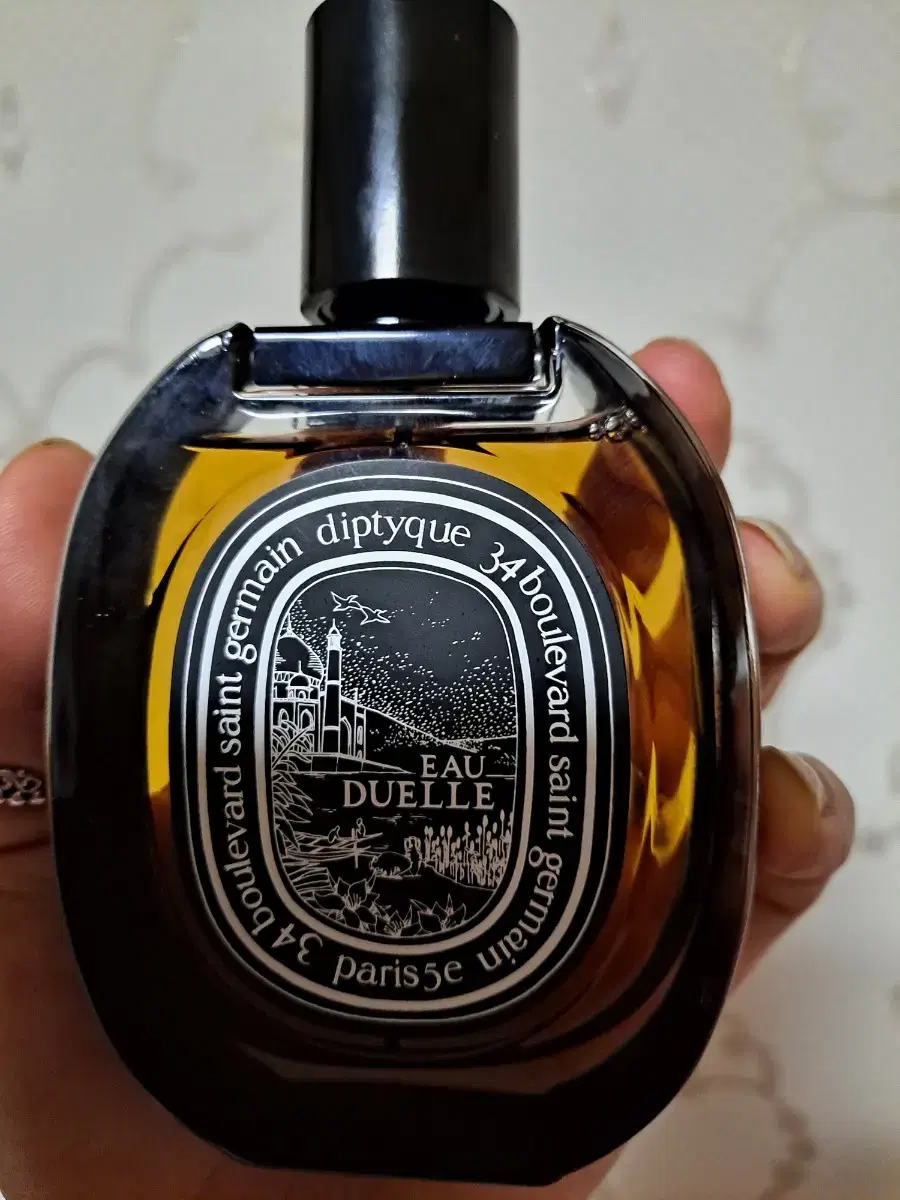 diptyque 34 boulevard saint germain paris 5e 34 boulevard saint germain
EAU
DUELLE